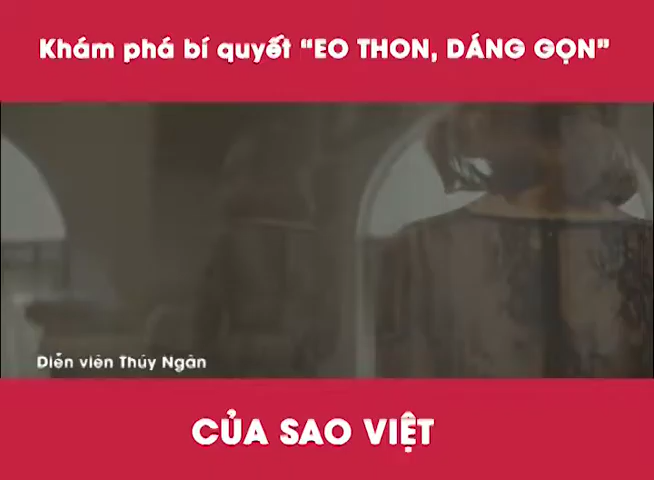 Khám phá bí quyết “EO THON, DÁNG GỌN”
Diễn viên Thúy Ngân
CỦA SAO VIỆT